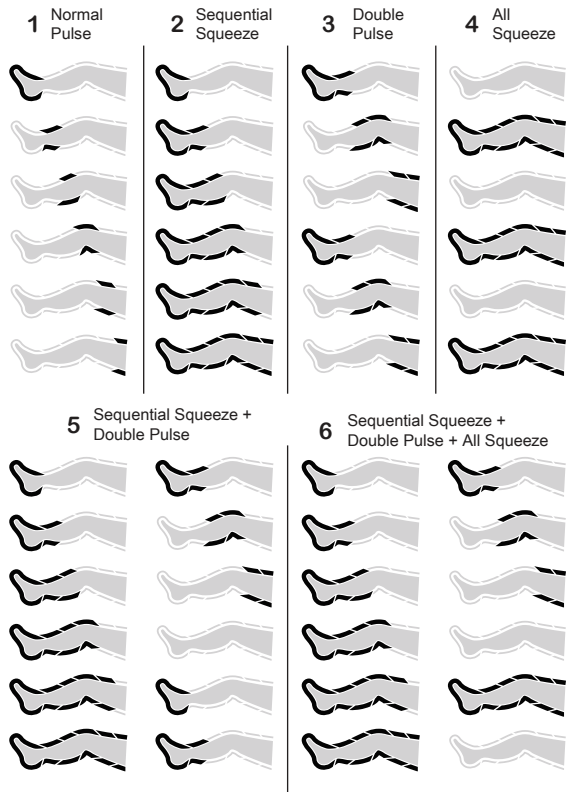 1 Normal
Pulse
2 Sequential
Squeeze
3 Double
Pulse
4 All
Squeeze
5 Sequential Squeeze +
Double Pulse
6 Sequential Squeeze +
Double Pulse + All Squeeze